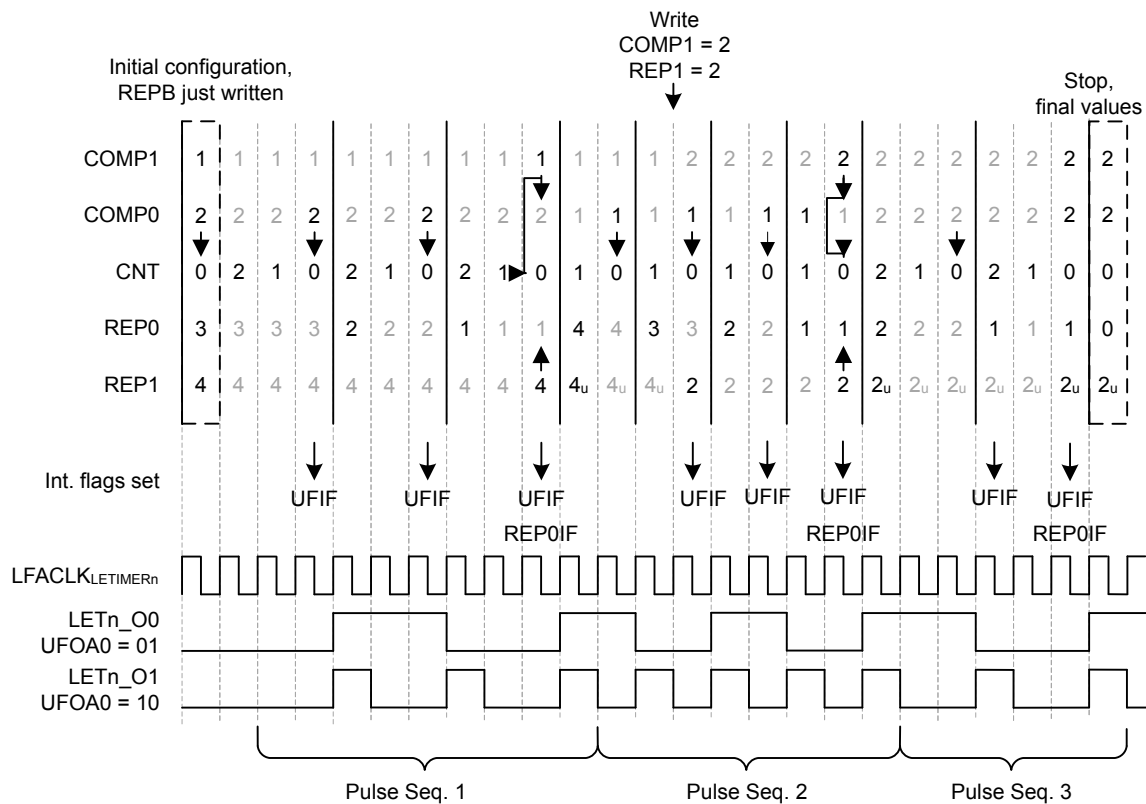 Write
COMP1 = 2
REP1 = 2
Initial configuration,
REPB just written
Stop,
final values
COMP1 1 1 1 1 1 1 1 1 1 1 1 1 1 2 2 2 2 2 2 2 2 2 2 2 2
COMP0 2 2 2 2 2 2 2 2 2 2 1 1 1 1 1 1 1 1 2 2 2 2 2 2 2
CNT 0 2 1 0 2 1 0 2 1 0 1 0 1 0 1 0 1 0 2 1 0 2 1 0 0
REP0 3 3 3 3 2 2 2 1 1 1 4 4 3 3 2 2 1 1 2 2 2 1 1 1 0
REP1 4 4 4 4 4 4 4 4 4 4 4u 4u 4u 2 2 2 2 2 2u 2u 2u 2u 2u 2u 2u
Int. flags set
UFIF UFIF UFIF UFIF UFIF UFIF UFIF UFIF
REP0IF REP0IF REP0IF
LFACLKLETIMERn
LETn_O0
UFOA0 = 01
LETn_O1
UFOA0 = 10
Pulse Seq. 1 Pulse Seq. 2 Pulse Seq. 3